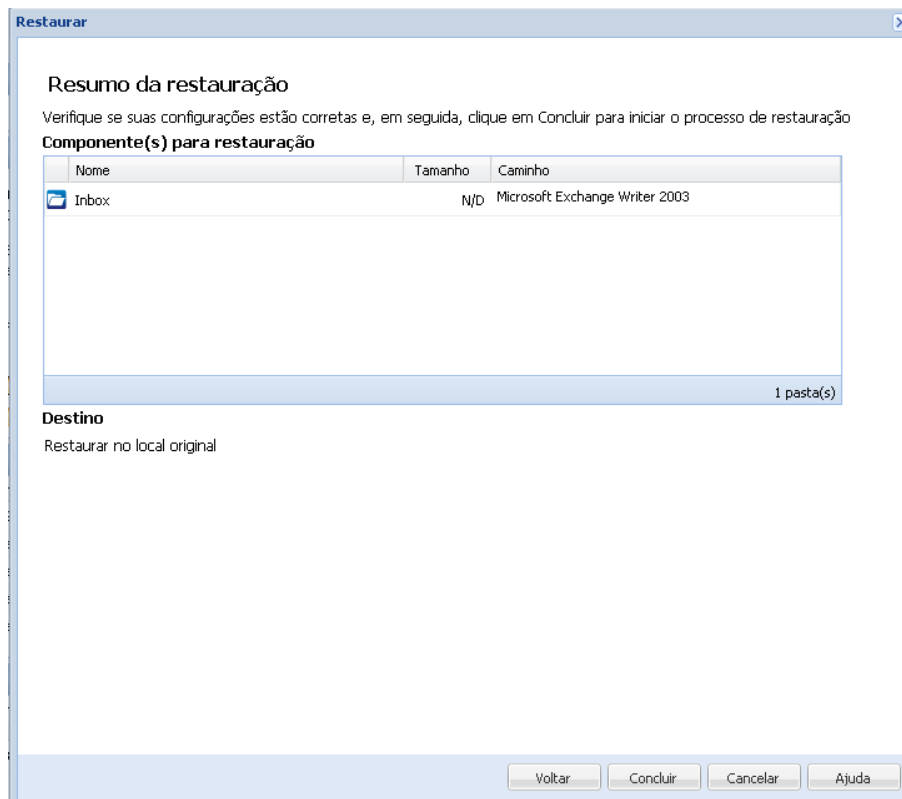 Restaurar
Resumo da restauração
Verifique se suas configurações estão corretas e, em seguida, clique em Concluir para iniciar o processo de restauração
Componente(s) para restauração
Nome Tamanho Caminho
Inbox N/D Microsoft Exchange Writer 2003
1 pasta(s)
Destino
Restaurar no local original
Voltar Concluir Cancelar Ajuda